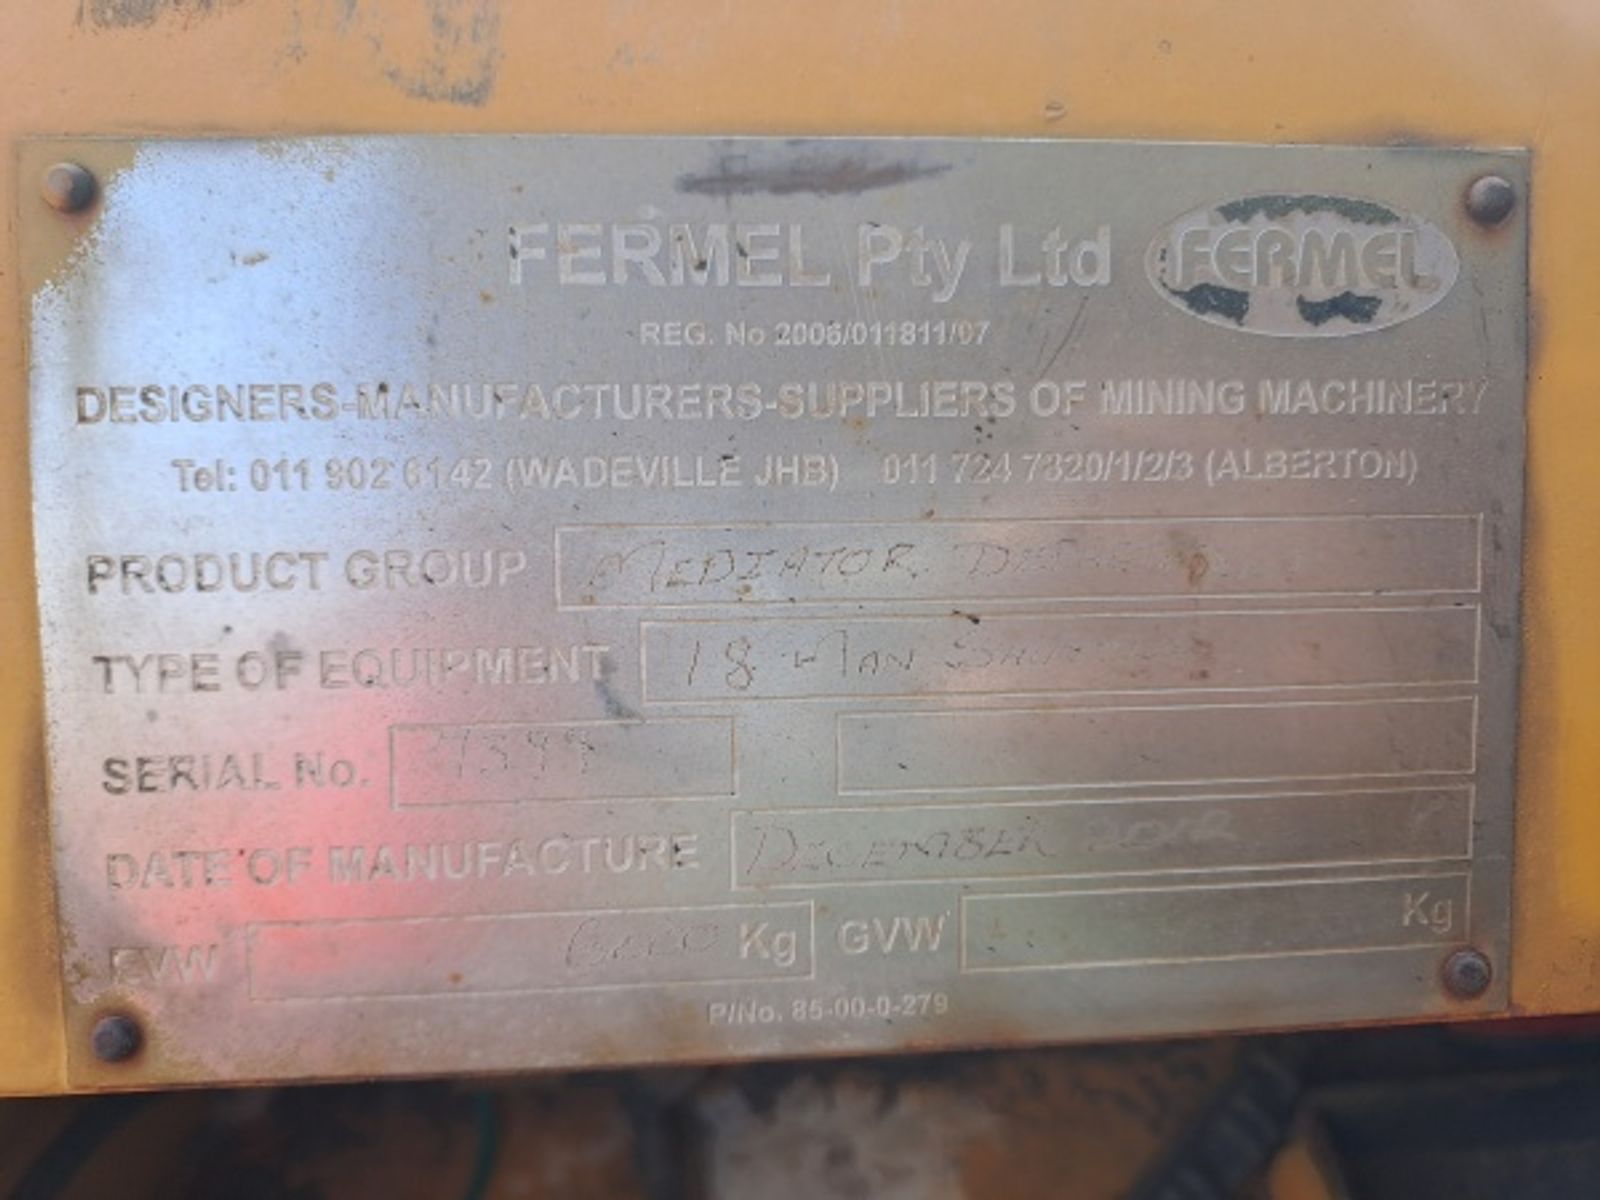 FERMEL Pty Ltd FERMEL
REG. No 2006/011811/07
DESIGNERS-MANUFACTURERS-SUPPLIERS OF MINING MACHINERY
Tel: 011 902 6142 (WADEVILLE JHB) 011 724 7820/1/2/3 (ALBERTON)
PRODUCT GROUP MEDIATOR
TYPE OF EQUIPMENT 18 MAN
SERIAL No.
DATE OF MANUFACTURE DECEMBER
EVW Kg GVW Kg
P/No. 85-00-0-279